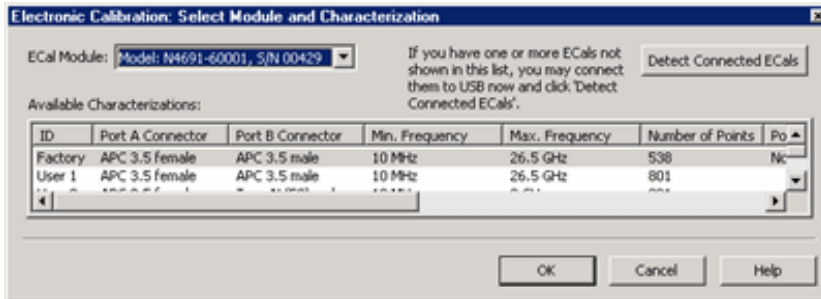 Electronic Calibration: Select Module and Characterization
ECal Module: Model: N4691-60001, S/N 00429
If you have one or more ECals not
shown in this list, you may connect
them to USB now and click 'Detect
Connected ECals'.
Detect Connected ECals
Available Characterizations:
ID Port A Connector Port B Connector Min. Frequency Max. Frequency Number of Points Po
Factory APC 3.5 female APC 3.5 male 10 MHz 26.5 GHz 538 No
User 1 APC 3.5 female APC 3.5 male 10 MHz 26.5 GHz 801
OK Cancel Help